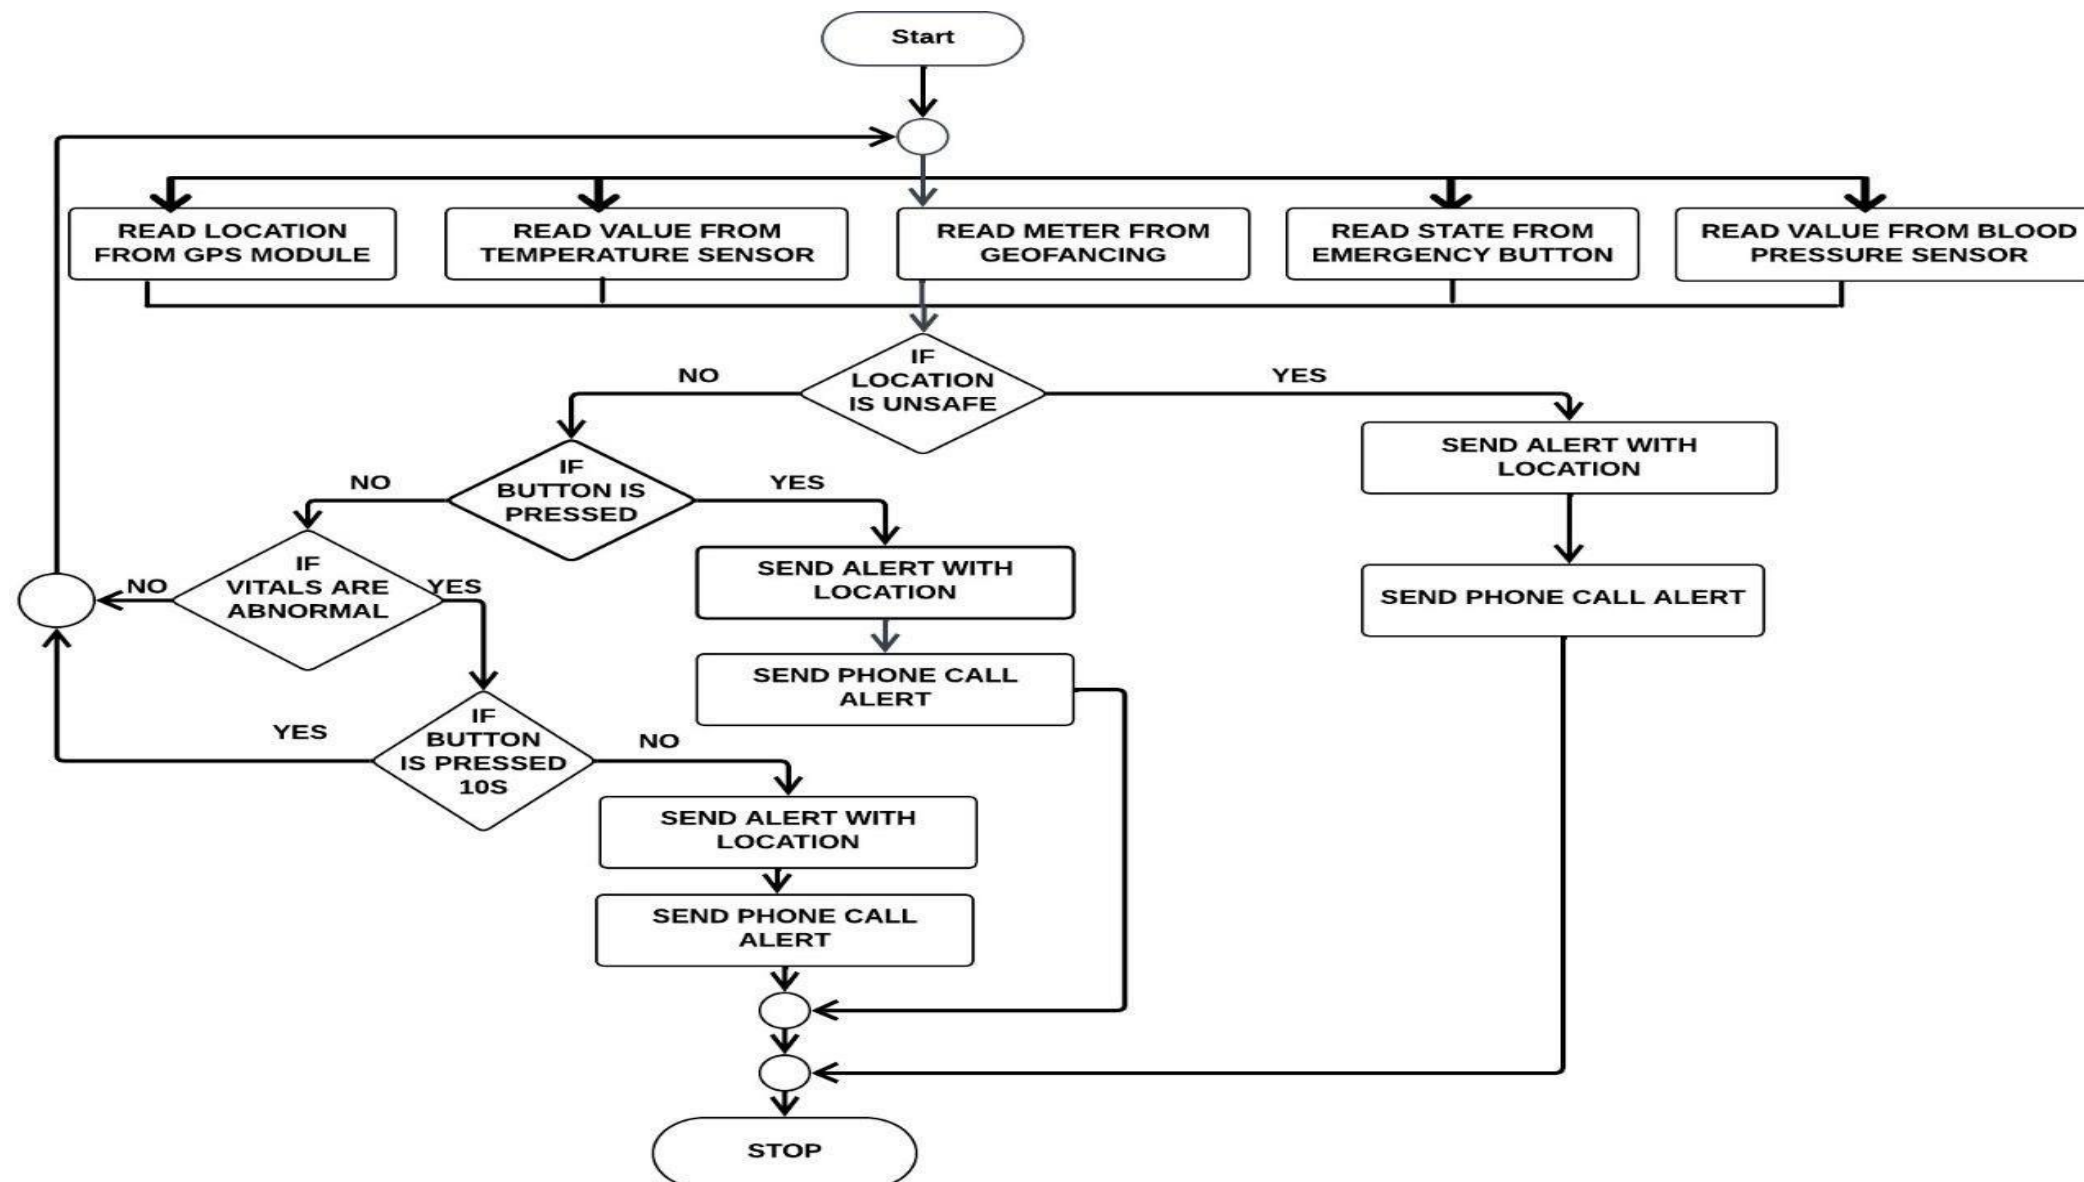 Start
READ LOCATION
FROM GPS MODULE
READ VALUE FROM
TEMPERATURE SENSOR
READ METER FROM
GEOFANCING
READ STATE FROM
EMERGENCY BUTTON
READ VALUE FROM BLOOD
PRESSURE SENSOR
IF
LOCATION
IS UNSAFE
NO
YES
SEND ALERT WITH
LOCATION
SEND PHONE CALL ALERT
IF
BUTTON IS
PRESSED
NO
YES
SEND ALERT WITH
LOCATION
SEND PHONE CALL
ALERT
IF
VITALS ARE
ABNORMAL
NO
YES
IF
BUTTON
IS PRESSED
10S
YES
NO
SEND ALERT WITH
LOCATION
SEND PHONE CALL
ALERT
STOP